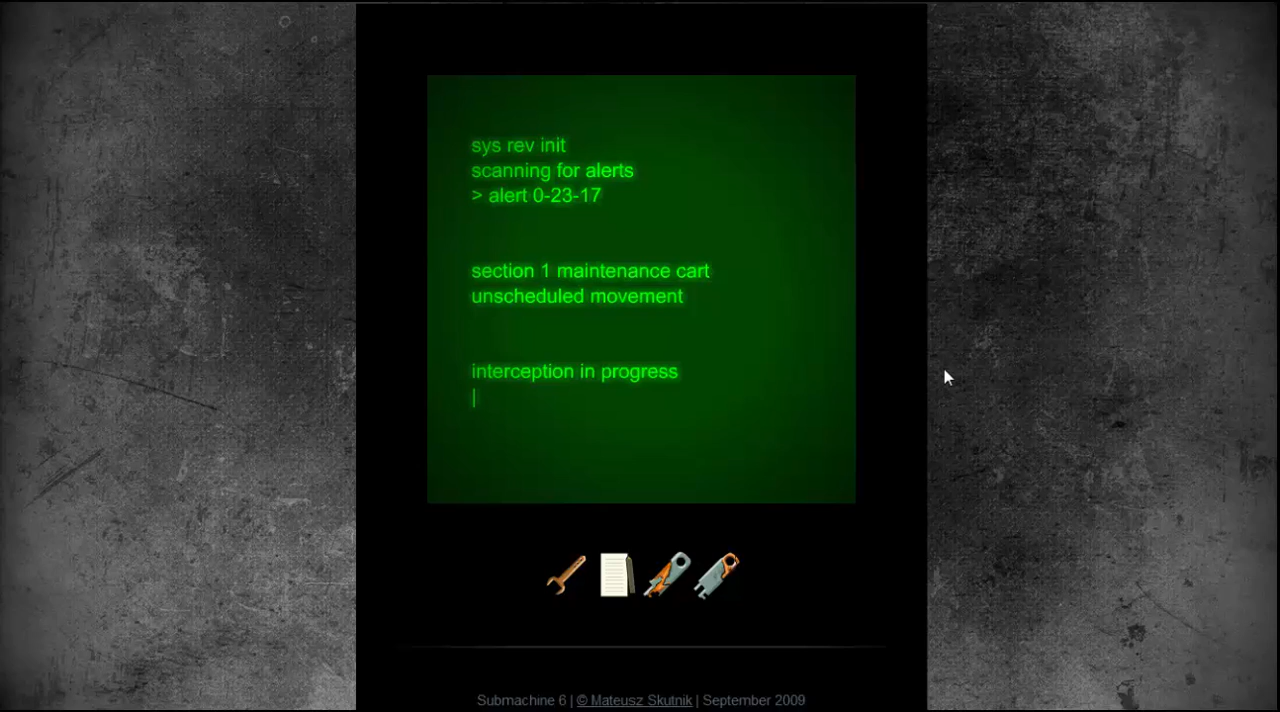 sys rev init
scanning for alerts
> alert 0-23-17
section 1 maintenance cart
unscheduled movement
interception in progress
|
Submachine 6 | © Mateusz Skutnik | September 2009